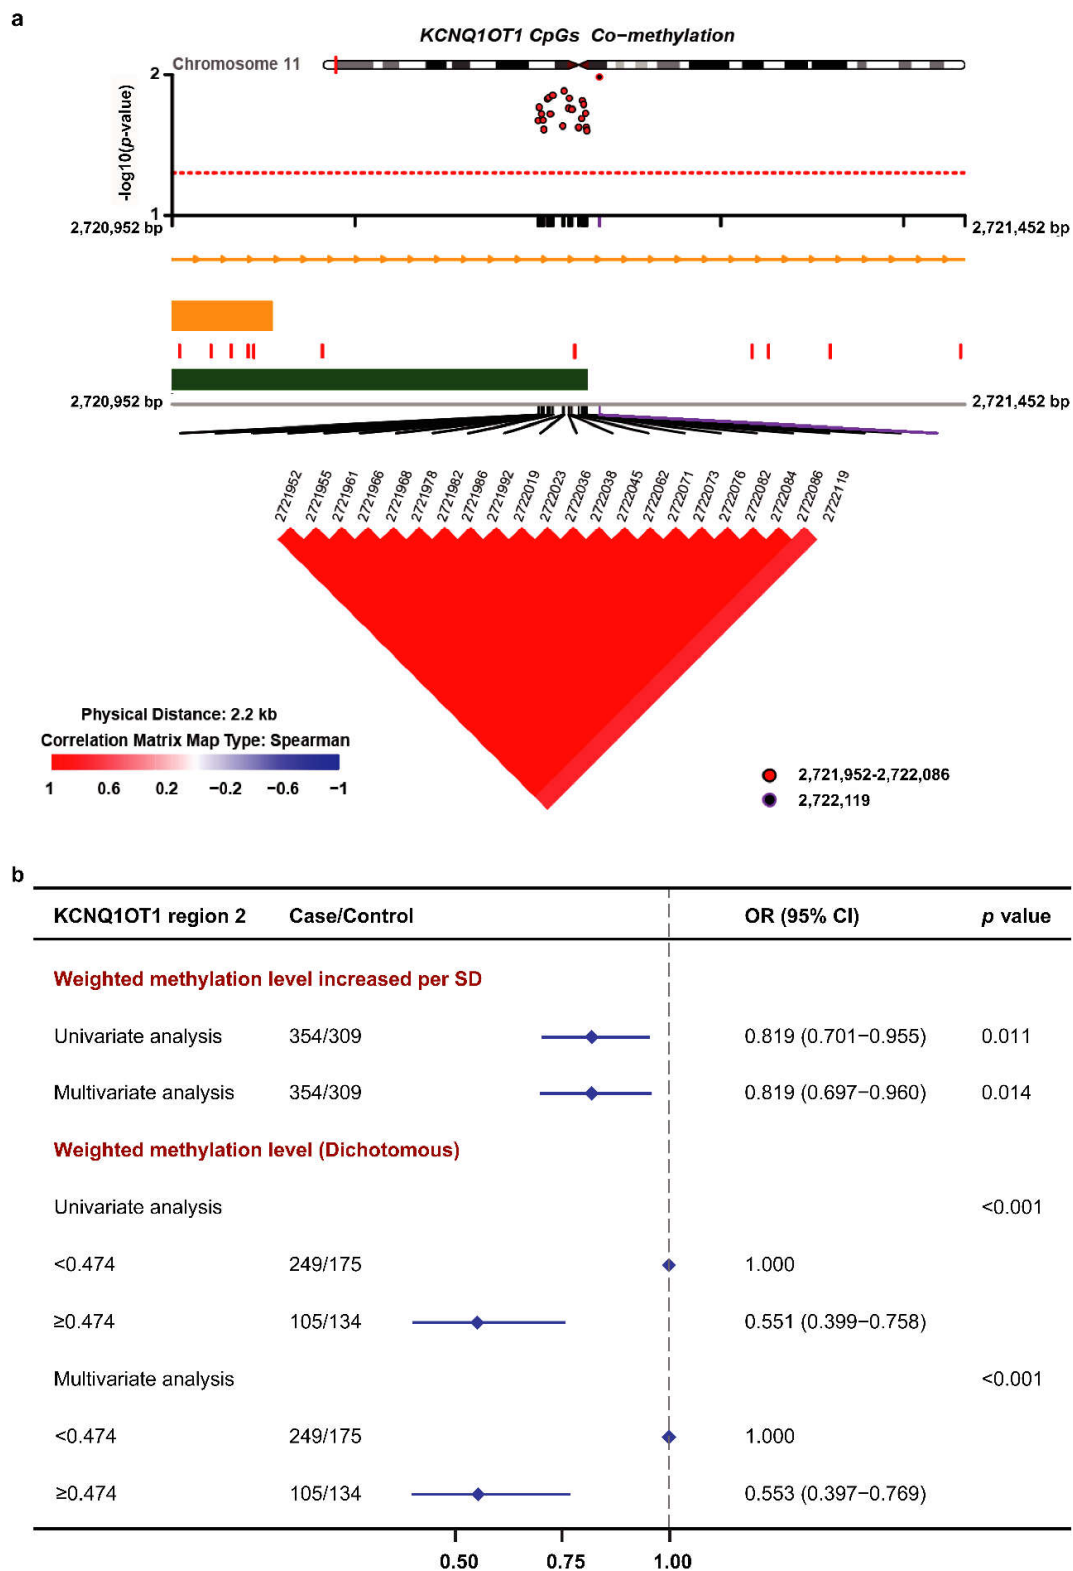 a
KCNQ1OT1 CpGs Co−methylation
Chromosome 11
2
-log10(p-value)
1
2,720,952 bp
2,721,452 bp
2,720,952 bp
2,721,452 bp
2721952
2721955
2721961
2721966
2721968
2721978
2721982
2721986
2721992
2722019
2722023
2722036
2722038
2722045
2722062
2722071
2722073
2722076
2722082
2722084
2722086
2722119
Physical Distance: 2.2 kb
Correlation Matrix Map Type: Spearman
1 0.6 0.2 −0.2 −0.6 −1
2,721,952-2,722,086
2,722,119
b
KCNQ1OT1 region 2 Case/Control OR (95% CI) p value
Weighted methylation level increased per SD
Univariate analysis 354/309 0.819 (0.701−0.955) 0.011
Multivariate analysis 354/309 0.819 (0.697−0.960) 0.014
Weighted methylation level (Dichotomous)
Univariate analysis <0.001
<0.474 249/175 1.000
≥0.474 105/134 0.551 (0.399−0.758)
Multivariate analysis <0.001
<0.474 249/175 1.000
≥0.474 105/134 0.553 (0.397−0.769)
0.50 0.75 1.00